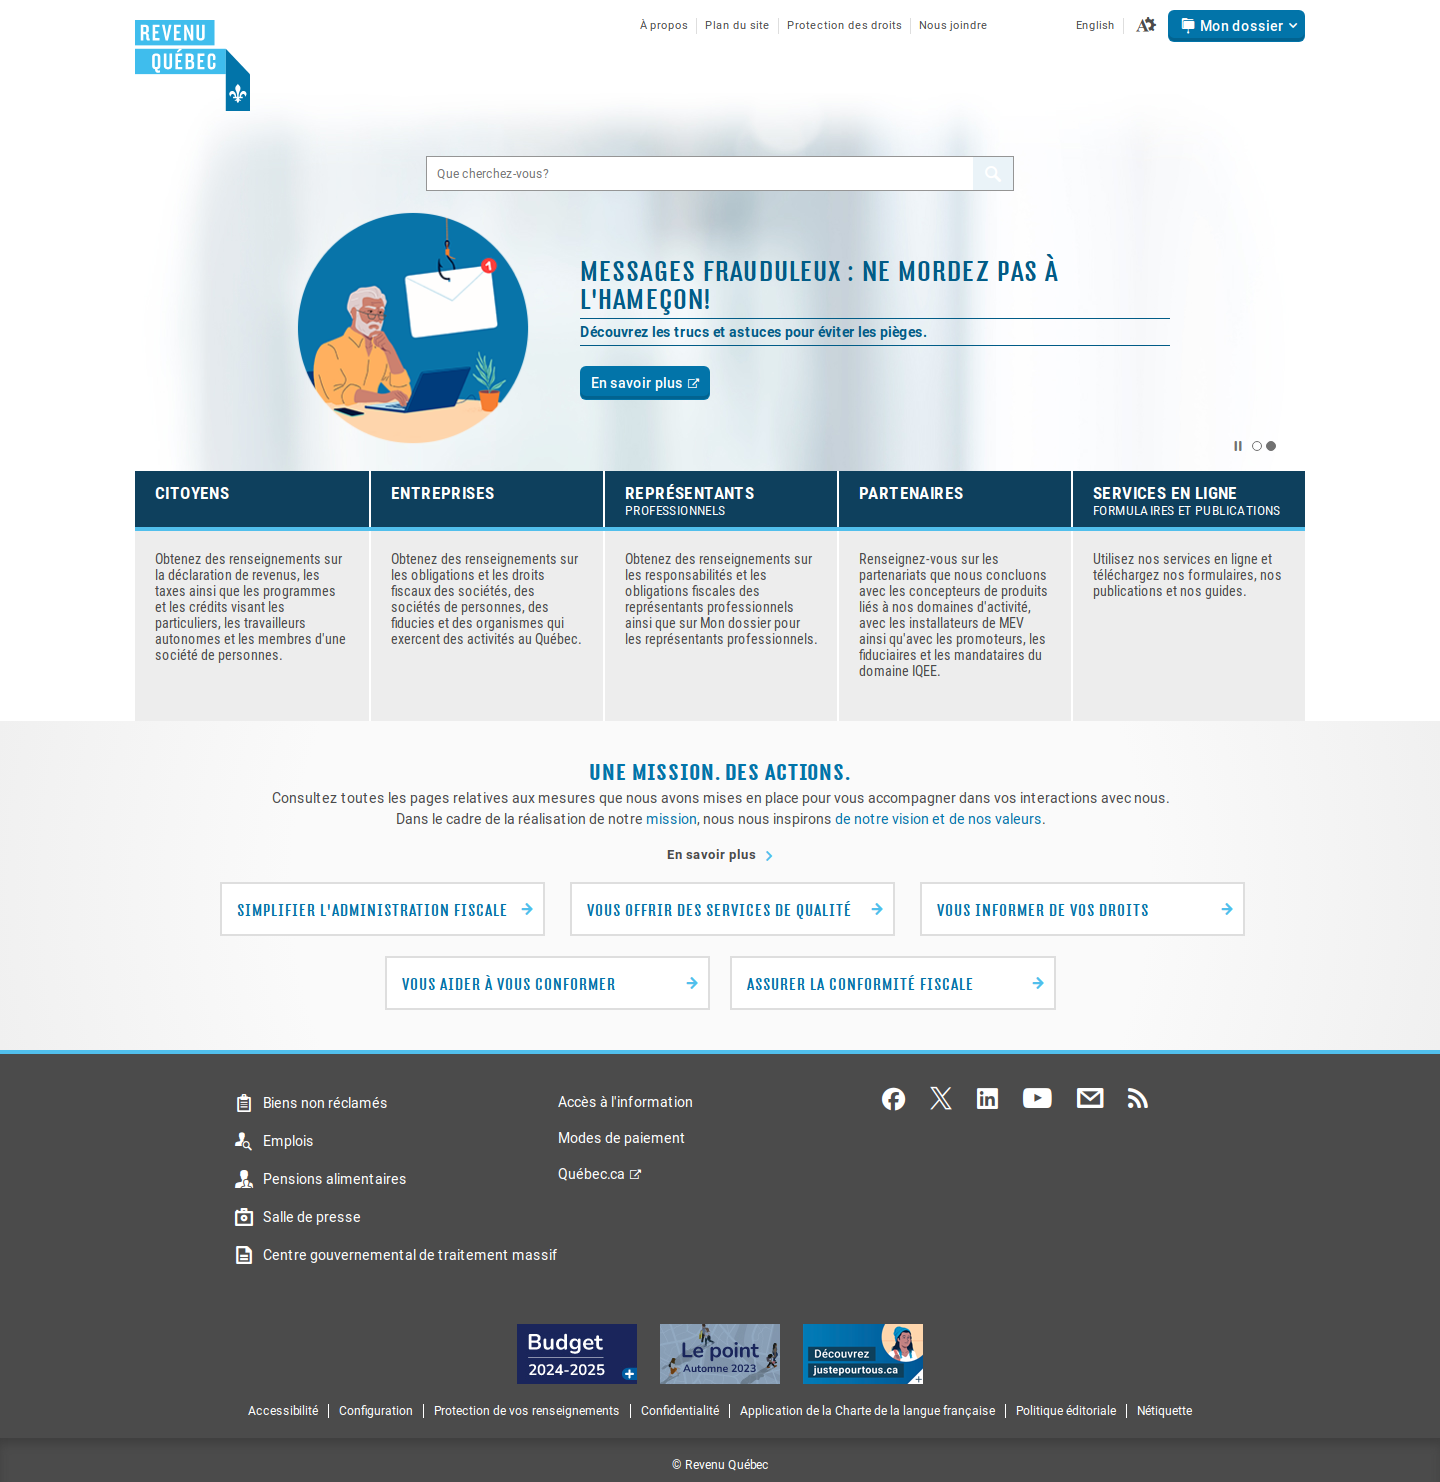 REVENU
QUÉBEC
À propos
Plan du site
Protection des droits
Nous joindre
English
Mon dossier
Que cherchez-vous?
1
MESSAGES FRAUDULEUX : NE MORDEZ PAS À
L'HAMEÇON!
Découvrez les trucs et astuces pour éviter les pièges.
En savoir plus
CITOYENS
Obtenez des renseignements sur
la déclaration de revenus, les
taxes ainsi que les programmes
et les crédits visant les
particuliers, les travailleurs
autonomes et les membres d'une
société de personnes.
ENTREPRISES
Obtenez des renseignements sur
les obligations et les droits
fiscaux des sociétés, des
sociétés de personnes, des
fiducies et des organismes qui
exercent des activités au Québec.
REPRÉSENTANTS
PROFESSIONNELS
Obtenez des renseignements sur
les responsabilités et les
obligations fiscales des
représentants professionnels
ainsi que sur Mon dossier pour
les représentants professionnels.
PARTENAIRES
Renseignez-vous sur les
partenariats que nous concluons
avec les concepteurs de produits
liés à nos domaines d'activité,
avec les installateurs de MEV
ainsi qu'avec les promoteurs, les
fiduciaires et les mandataires du
domaine IQEE.
SERVICES EN LIGNE
FORMULAIRES ET PUBLICATIONS
Utilisez nos services en ligne et
téléchargez nos formulaires, nos
publications et nos guides.
UNE MISSION. DES ACTIONS.
Consultez toutes les pages relatives aux mesures que nous avons mises en place pour vous accompagner dans vos interactions avec nous.
Dans le cadre de la réalisation de notre mission, nous nous inspirons de notre vision et de nos valeurs.
En savoir plus
SIMPLIFIER L'ADMINISTRATION FISCALE
VOUS OFFRIR DES SERVICES DE QUALITÉ
VOUS INFORMER DE VOS DROITS
VOUS AIDER À VOUS CONFORMER
ASSURER LA CONFORMITÉ FISCALE
Biens non réclamés
Emplois
Pensions alimentaires
Salle de presse
Centre gouvernemental de traitement massif
Accès à l'information
Modes de paiement
Québec.ca
Budget
2024-2025
Le point
Automne 2023
Découvrez
justepourtous.ca
Accessibilité
Configuration
Protection de vos renseignements
Confidentialité
Application de la Charte de la langue française
Politique éditoriale
Nétiquette
© Revenu Québec